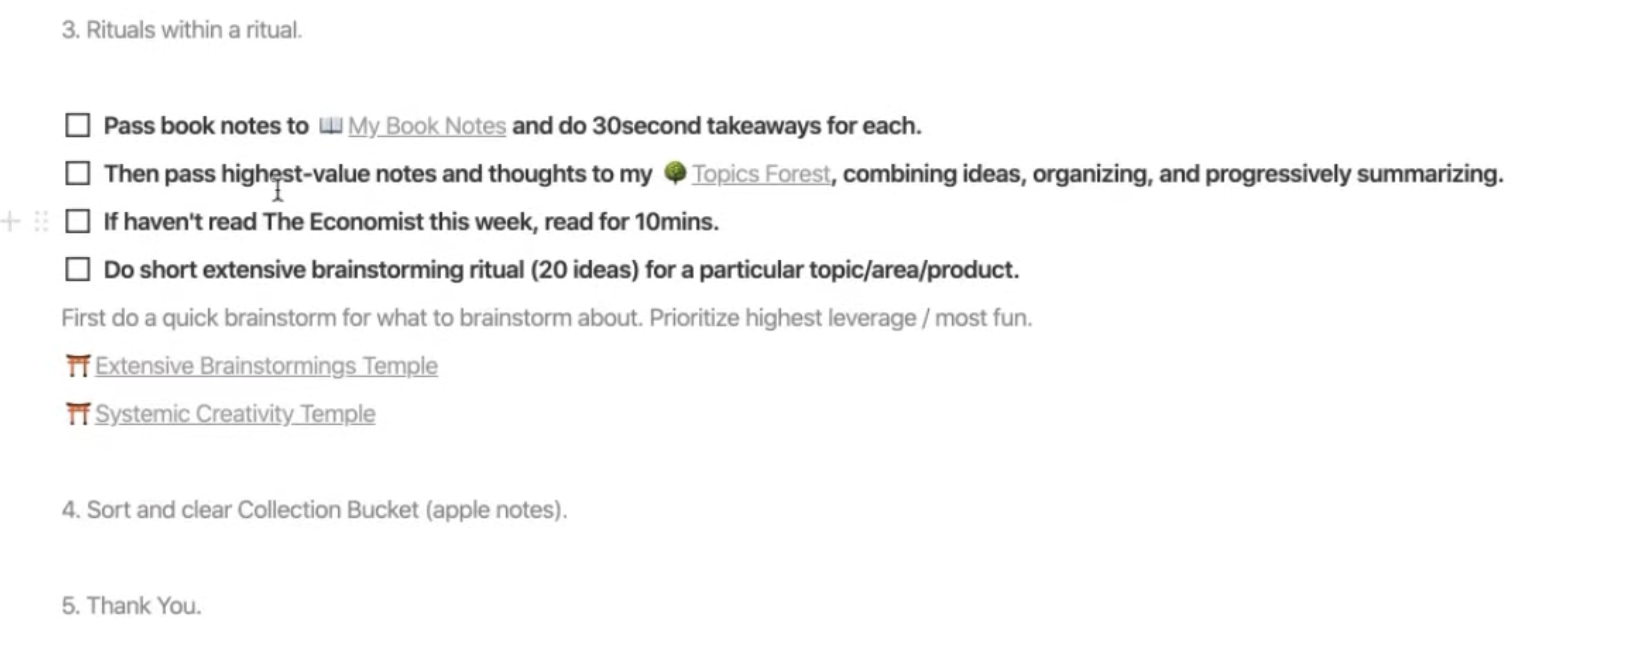 3. Rituals within a ritual.
Pass book notes to 📖 My Book Notes and do 30second takeaways for each.
Then pass highest-value notes and thoughts to my 🌳 Topics Forest, combining ideas, organizing, and progressively summarizing.
If haven't read The Economist this week, read for 10mins.
Do short extensive brainstorming ritual (20 ideas) for a particular topic/area/product.
First do a quick brainstorm for what to brainstorm about. Prioritize highest leverage / most fun.
⛩ Extensive Brainstormings Temple
⛩ Systemic Creativity Temple
4. Sort and clear Collection Bucket (apple notes).
5. Thank You.